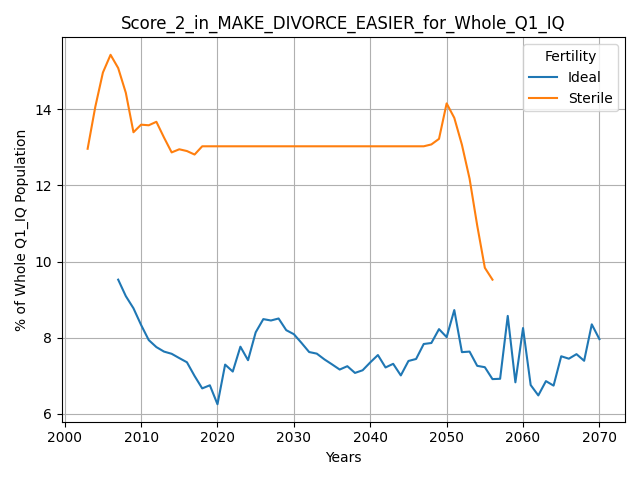 Score_2_in_MAKE_DIVORCE_EASIER_for_Whole_Q1_IQ
Fertility
Ideal
Sterile
% of Whole Q1_IQ Population
14
12
10
8
6
2000 2010 2020 2030 2040 2050 2060 2070
Years